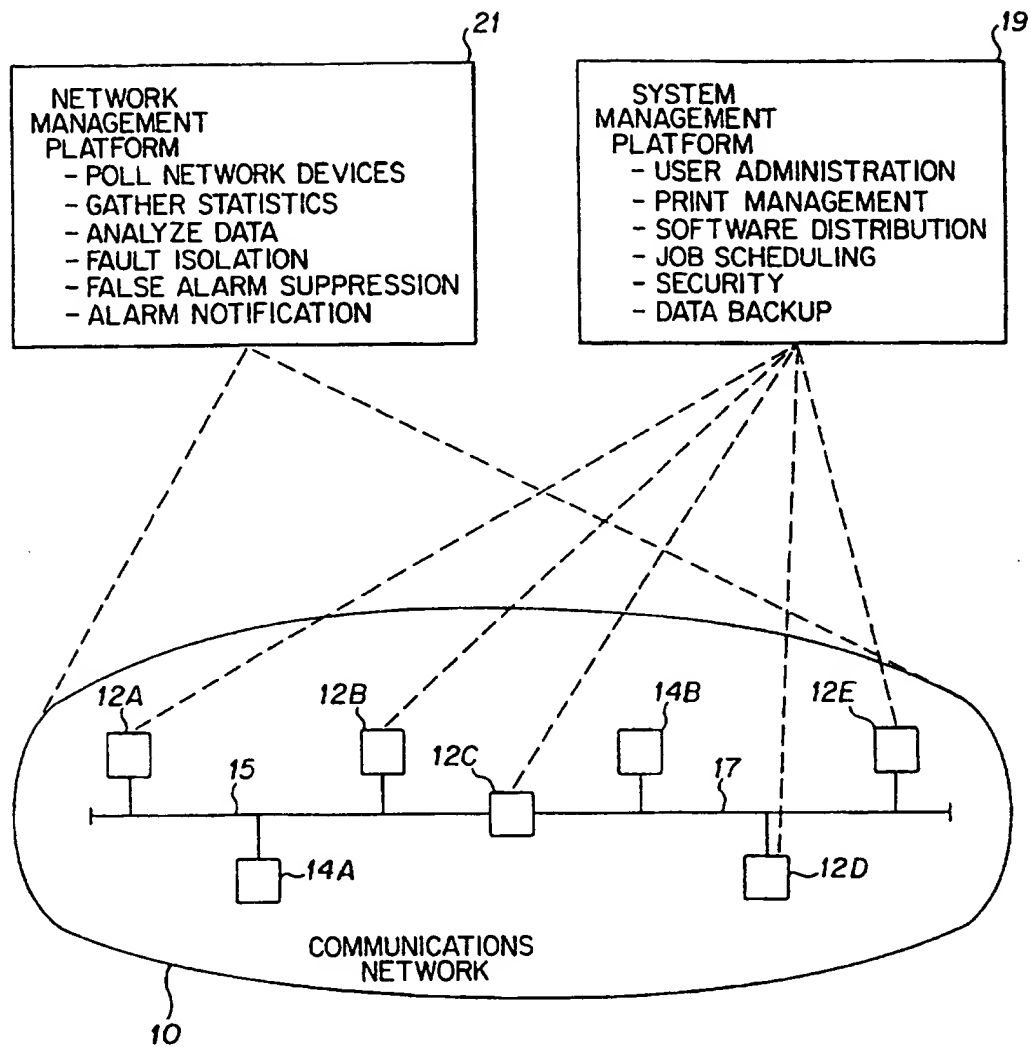 21
NETWORK
MANAGEMENT
PLATFORM
- POLL NETWORK DEVICES
- GATHER STATISTICS
- ANALYZE DATA
- FAULT ISOLATION
- FALSE ALARM SUPPRESSION
- ALARM NOTIFICATION
19
SYSTEM
MANAGEMENT
PLATFORM
- USER ADMINISTRATION
- PRINT MANAGEMENT
- SOFTWARE DISTRIBUTION
- JOB SCHEDULING
- SECURITY
- DATA BACKUP
12A
12B
14B
12E
12C
15
17
14A
12D
COMMUNICATIONS
NETWORK
10